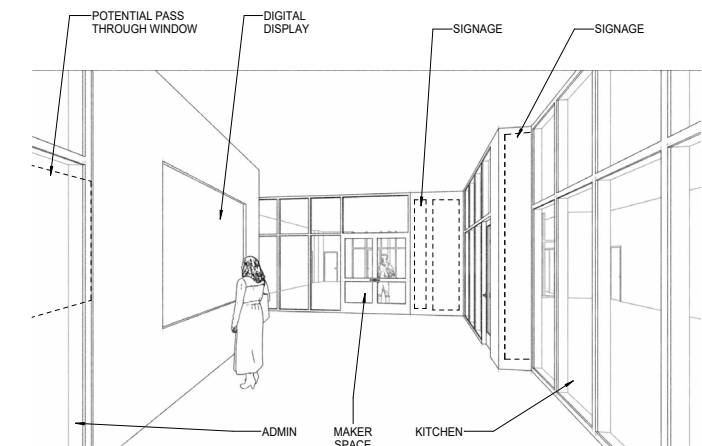 POTENTIAL PASS
THROUGH WINDOW
DIGITAL
DISPLAY
SIGNAGE
SIGNAGE
ADMIN
MAKER
SPACE
KITCHEN